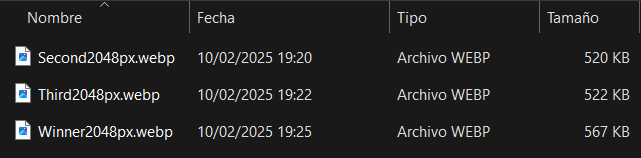 Nombre Fecha Tipo Tamaño
Second2048px.webp 10/02/2025 19:20 Archivo WEBP 520 KB
Third2048px.webp 10/02/2025 19:22 Archivo WEBP 522 KB
Winner2048px.webp 10/02/2025 19:25 Archivo WEBP 567 KB